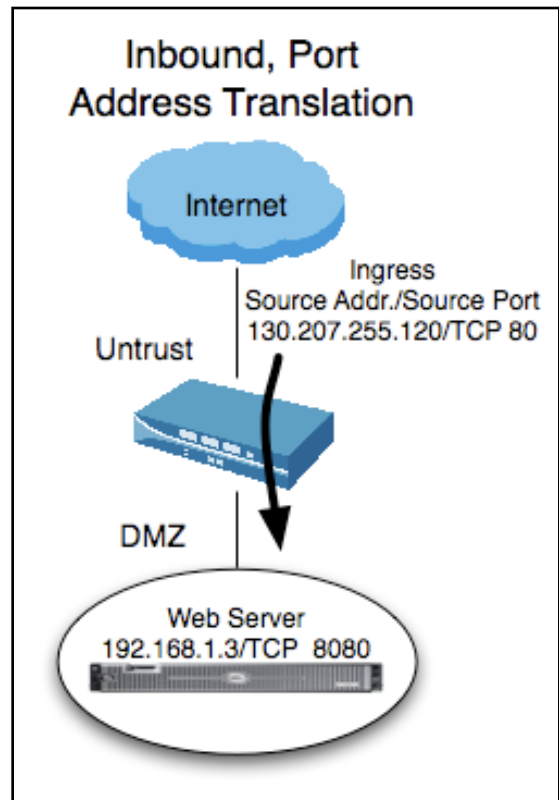 Inbound, Port
Address Translation
Internet
Ingress
Source Addr./Source Port
130.207.255.120/TCP 80
Untrust
DMZ
Web Server
192.168.1.3/TCP 8080